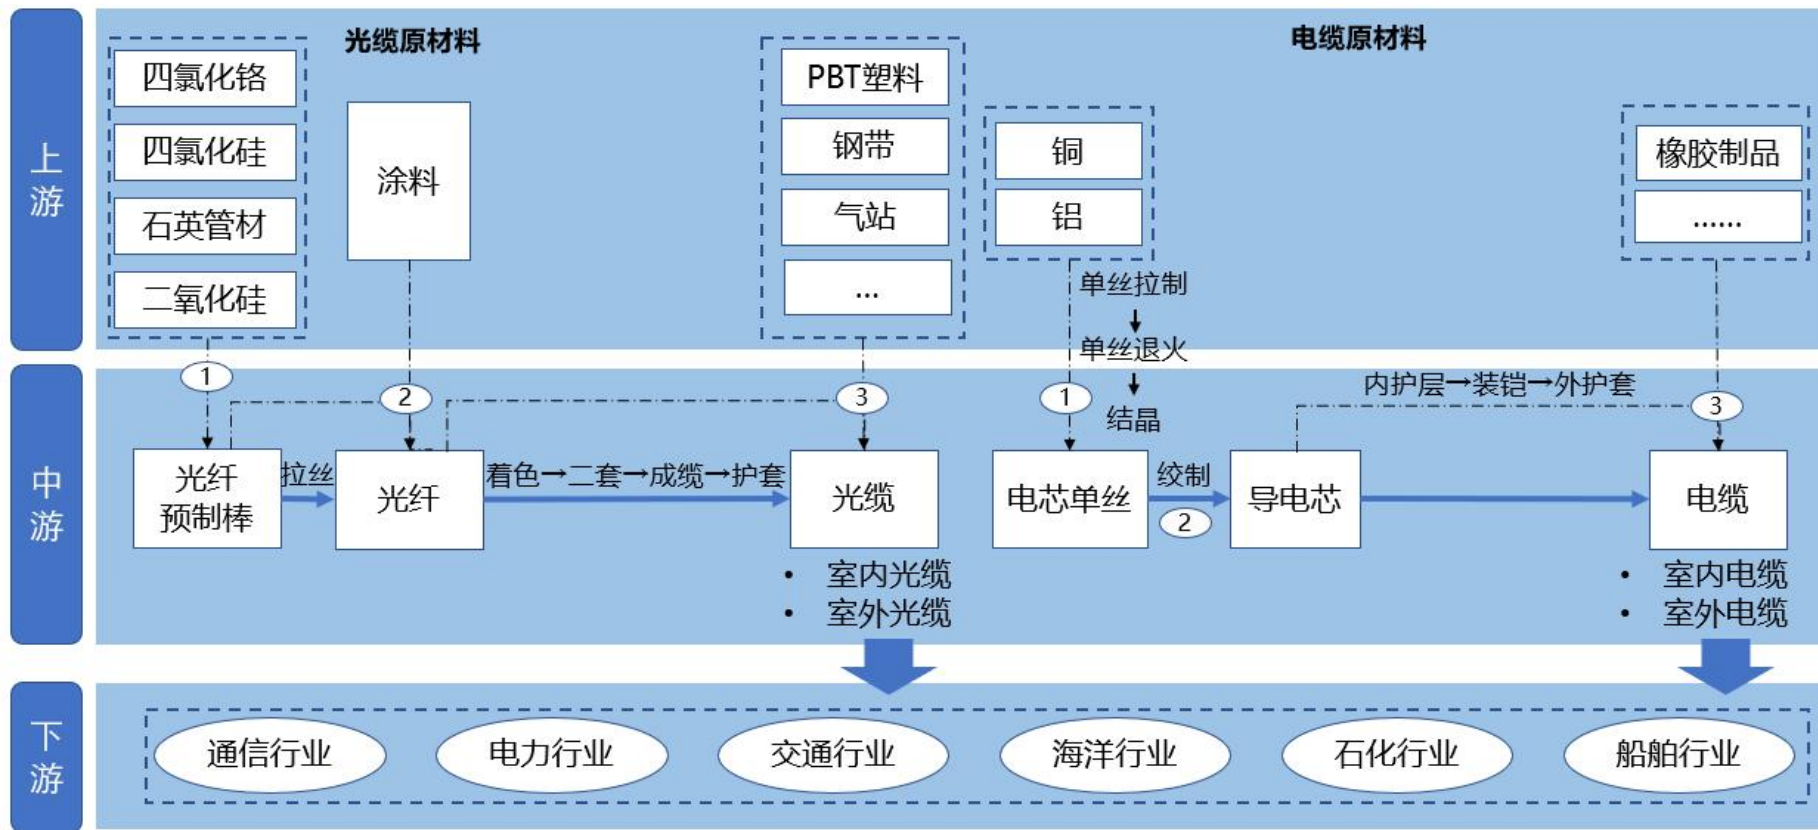 上
游
光缆原材料
电缆原材料
四氯化铬
四氯化硅
石英管材
二氧化硅
涂料
PBT塑料
钢带
气站
...
铜
铝
橡胶制品
......
单丝拉制
单丝退火
结晶
中
游
1
2
3
1
内护层→装铠→外护套
3
光纤
预制棒
拉丝
光纤
着色→二套→成缆→护套
光缆
• 室内光缆
• 室外光缆
电芯单丝
绞制
2
导电芯
电缆
• 室内电缆
• 室外电缆
下
游
通信行业
电力行业
交通行业
海洋行业
石化行业
船舶行业